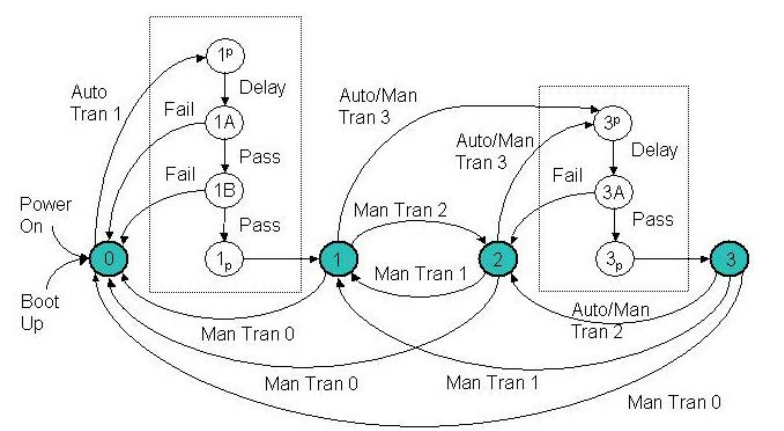 1p
Auto
Tran 1
Delay
Fail
1A
Pass
Fail
1B
Pass
1p
Power
On
0
Boot
Up
Auto/Man
Tran 3
Auto/Man
Tran 3
3p
Delay
Fail
3A
Pass
3p
Man Tran 2
1
2
3
Man Tran 1
Auto/Man
Tran 2
Man Tran 0
Man Tran 0
Man Tran 1
Man Tran 0